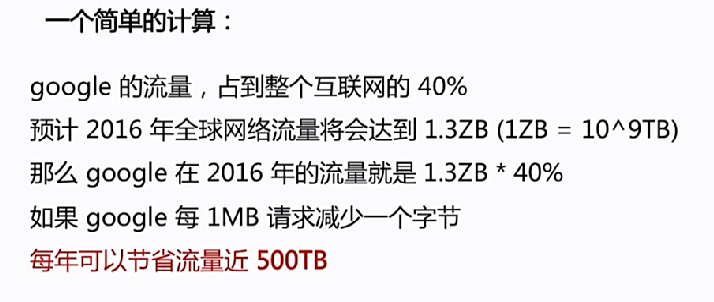 一个简单的计算：
google 的流量，占到整个互联网的 40%
预计 2016 年全球网络流量将会达到 1.3ZB (1ZB = 10^9TB)
那么 google 在 2016 年的流量就是 1.3ZB * 40%
如果 google 每 1MB 请求减少一个字节
每年可以节省流量近 500TB